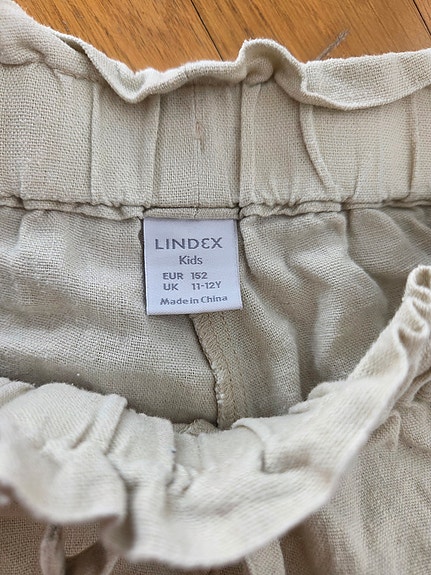 LINDEX
Kids
EUR 152
UK 11-12Y
Made in China